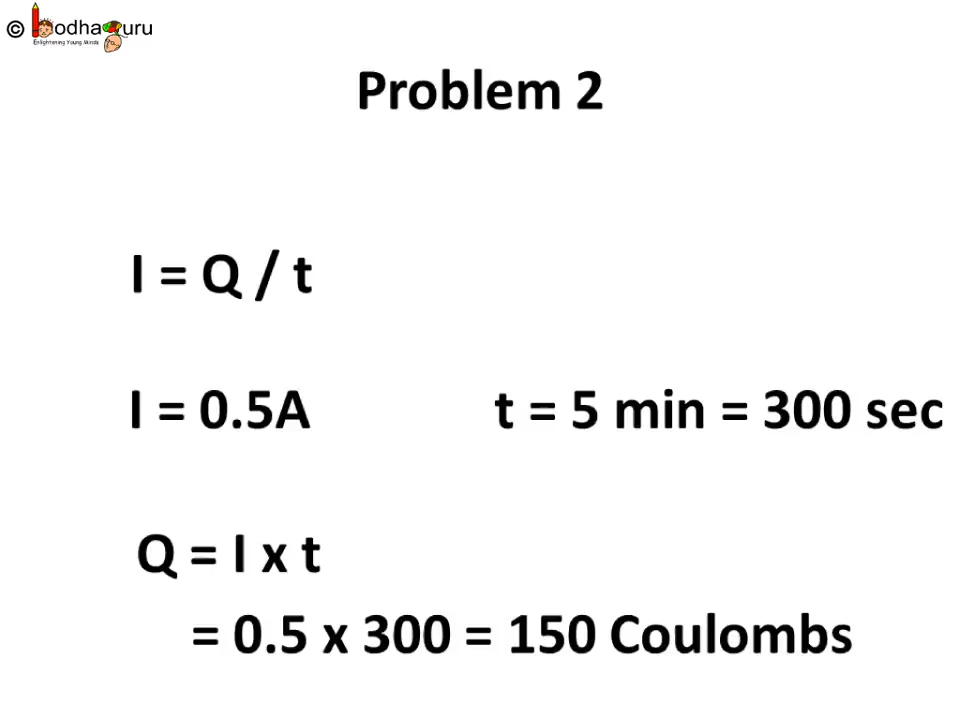 © BodhaGuru
Enlightening Young Minds
Problem 2
I = Q / t
I = 0.5A t = 5 min = 300 sec
Q = I x t
= 0.5 x 300 = 150 Coulombs